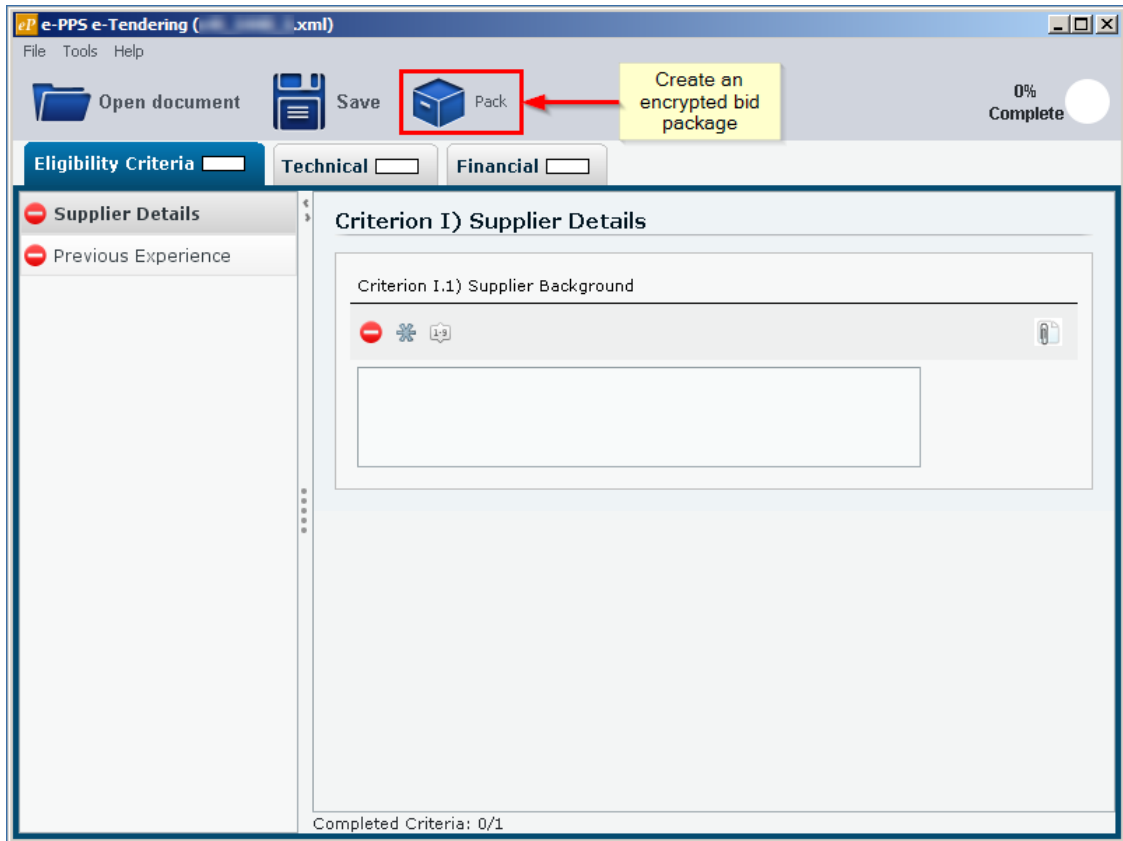 eP e-PPS e-Tendering ( .xml)
File Tools Help
Open document Save Pack
Create an
encrypted bid
package
0%
Complete
Eligibility Criteria Technical Financial
Supplier Details
Previous Experience
Criterion I) Supplier Details
Criterion I.1) Supplier Background
1-9
Completed Criteria: 0/1